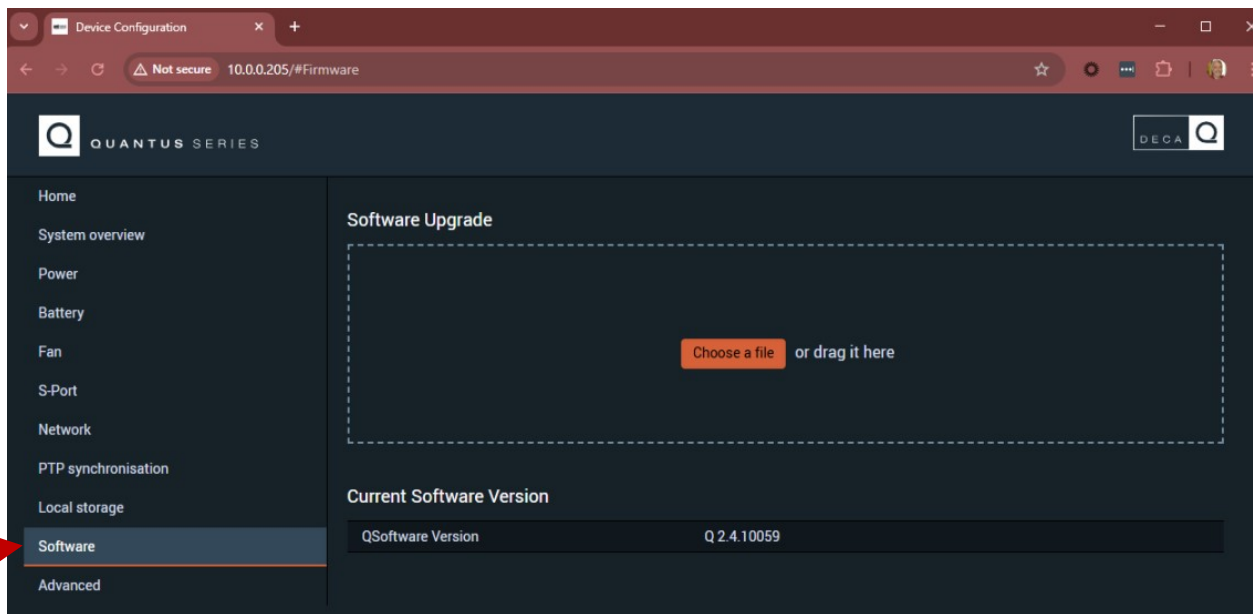 Device Configuration
Not secure 10.0.0.205/#Firmware
Q QUANTUS SERIES
DECA Q
Home
System overview
Power
Battery
Fan
S-Port
Network
PTP synchronisation
Local storage
Software
Advanced
Software Upgrade
Choose a file or drag it here
Current Software Version
QSoftware Version Q 2.4.10059